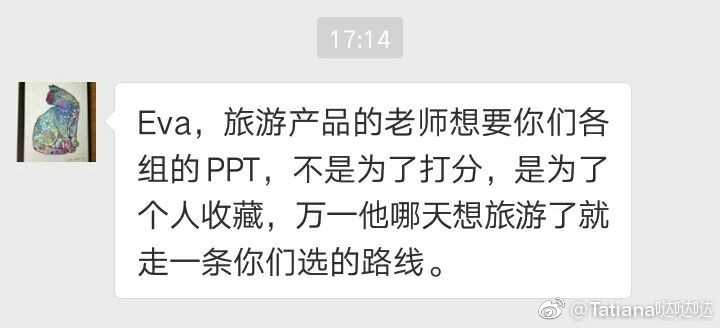 17:14
Eva，旅游产品的老师想要你们各
组的PPT，不是为了打分，是为了
个人收藏，万一他哪天想旅游了就
走一条你们选的路线。
@Tatiana哒哒哒